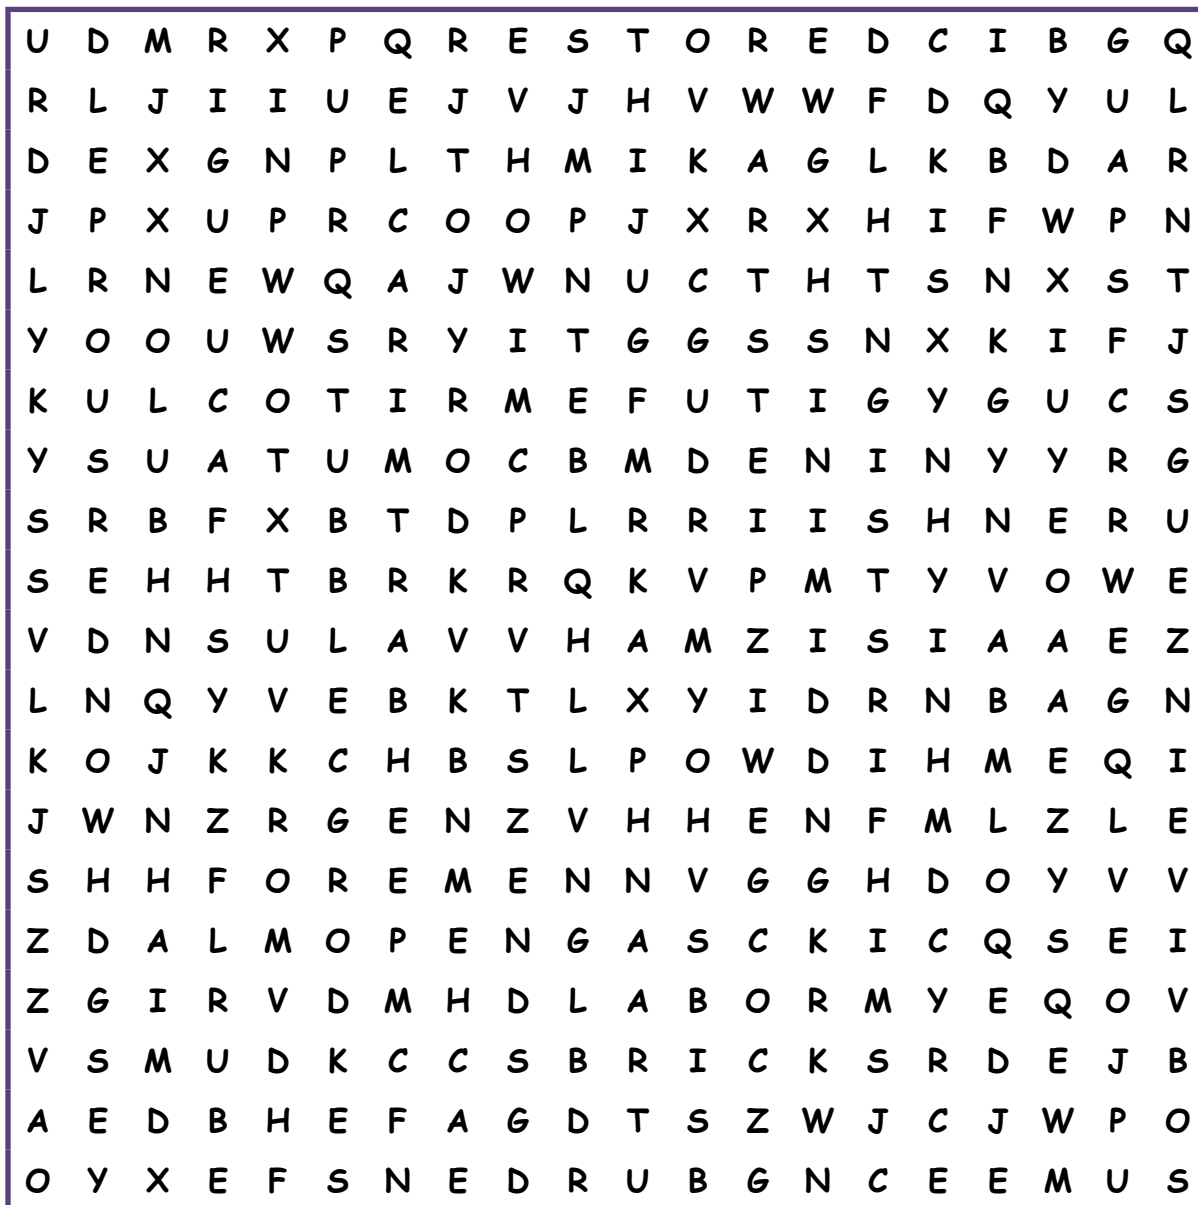 U D M R X P Q R E S T O R E D C I B G Q
R L J I I U E J V J H V W W F D Q Y U L
D E X G N P L T H M I K A G L K B D A R
J P X U P R C O O P J X R X H I F W P N
L R N E W Q A J W N U C T H T S N X S T
Y O O U W S R Y I T G G S S N X K I F J
K U L C O T I R M E F U T I G Y G U C S
Y S U A T U M O C B M D E N I N Y Y R G
S R B F X B T D P L R R I I S H N E R U
S E H H T B R K R Q K V P M T Y V O W E
V D N S U L A V V H A M Z I S I A A E Z
L N Q Y V E B K T L X Y I D R N B A G N
K O J K K C H B S L P O W D I H M E Q I
J W N Z R G E N Z V H H E N F M L Z L E
S H H F O R E M E N N V G G H D O Y V V
Z D A L M O P E N G A S C K I C Q S E I
Z G I R V D M H D L A B O R M Y E Q O V
V S M U D K C C S B R I C K S R D E J B
A E D B H E F A G D T S Z W J C J W P O
O Y X E F S N E D R U B G N C E E M U S